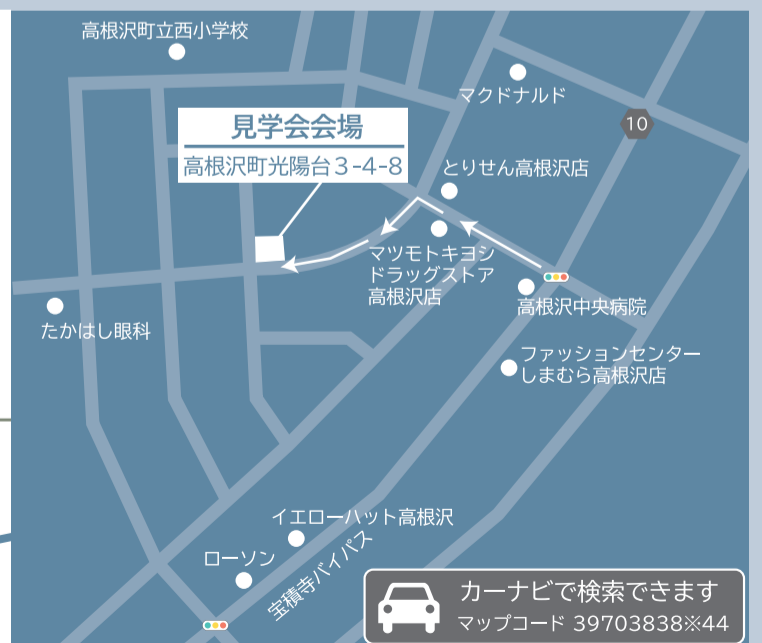 高根沢町立西小学校
マクドナルド
10
見学会会場
高根沢町光陽台3-4-8
とりせん高根沢店
マツモトキヨシ
ドラッグストア
高根沢店
高根沢中央病院
たかはし眼科
ファッションセンター
しまむら高根沢店
イエローハット高根沢
ローソン
宝積寺バイパス
カーナビで検索できます
マップコード 39703838※44